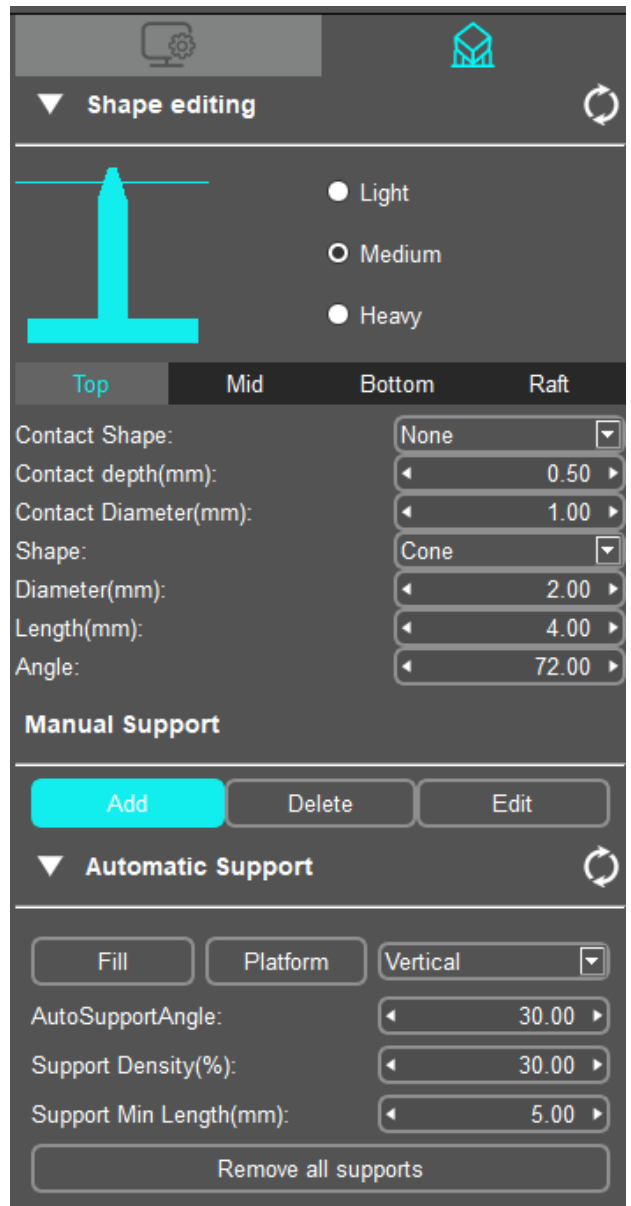 Shape editing
Light
Medium
Heavy
Top Mid Bottom Raft
Contact Shape: None
Contact depth(mm): 0.50
Contact Diameter(mm): 1.00
Shape: Cone
Diameter(mm): 2.00
Length(mm): 4.00
Angle: 72.00
Manual Support
Add Delete Edit
Automatic Support
Fill Platform Vertical
AutoSupportAngle: 30.00
Support Density(%): 30.00
Support Min Length(mm): 5.00
Remove all supports